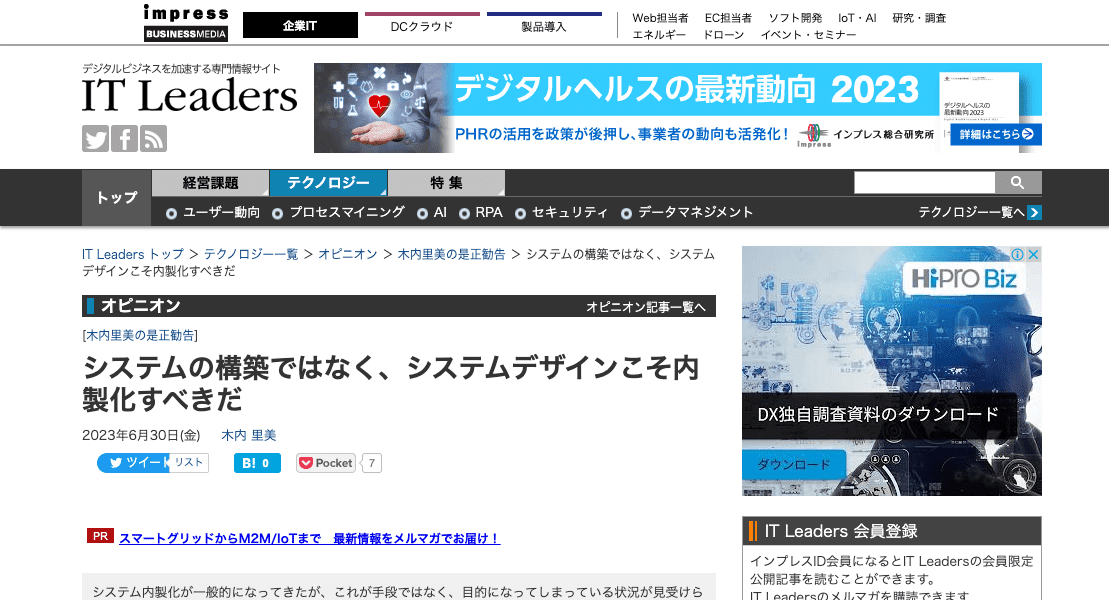 impress
BUSINESSMEDIA
企業IT
DCクラウド
製品導入
Web担当者 EC担当者 ソフト開発 IoT・AI 研究・調査
エネルギー ドローン イベント・セミナー
デジタルビジネスを加速する専門情報サイト
IT Leaders
デジタルヘルスの最新動向 2023
PHRの活用を政策が後押し、事業者の動向も活発化!
impress
インプレス総合研究所
デジタルヘルスの
最新動向2023
詳細はこちら
トップ
経営課題 テクノロジー 特 集
ユーザー動向 プロセスマイニング AI RPA セキュリティ データマネジメント
テクノロジー一覧へ
IT Leaders トップ > テクノロジー一覧 > オピニオン > 木内里美の是正勧告 > システムの構築ではなく、システム
デザインこそ内製化すべきだ
オピニオン
オピニオン記事一覧へ
[木内里美の是正勧告]
システムの構築ではなく、システムデザインこそ内
製化すべきだ
2023年6月30日(金) 木内 里美
ツイート リスト B! 0 Pocket 7
PR スマートグリッドからM2M/IoTまで 最新情報をメルマガでお届け!
システム内製化が一般的になってきたが、これが手段ではなく、目的になってしまっている状況が見受けら
HiPRO Biz
DX独自調査資料のダウンロード
ダウンロード
IT Leaders 会員登録
インプレスID会員になるとIT Leadersの会員限定
公開記事を読むことができます。
IT Leadersのメルマガを購読できます